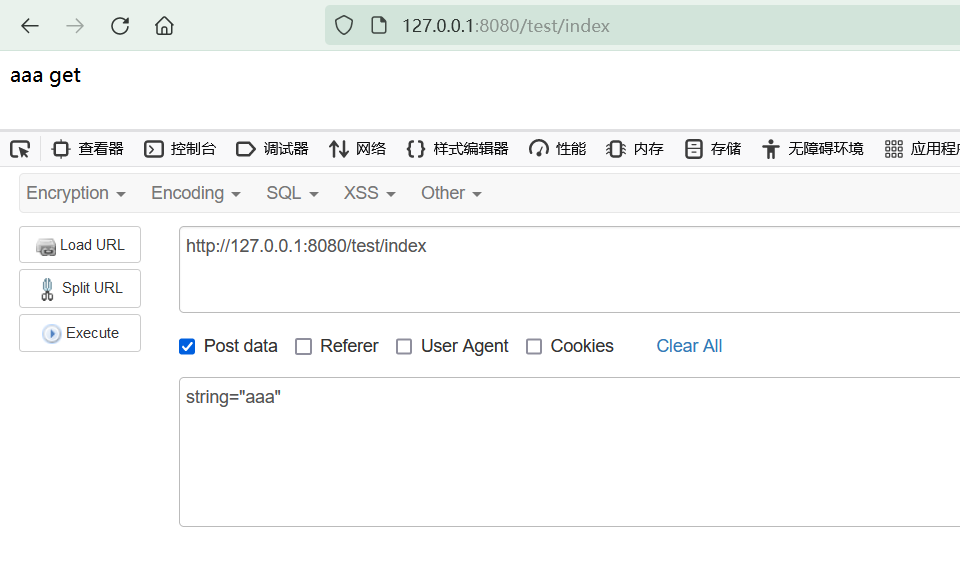 127.0.0.1:8080/test/index
aaa get
查看器 控制台 调试器 网络 样式编辑器 性能 内存 存储 无障碍环境 应用程序
Encryption Encoding SQL XSS Other
Load URL
http://127.0.0.1:8080/test/index
Split URL
Execute
Post data Referer User Agent Cookies Clear All
string="aaa"